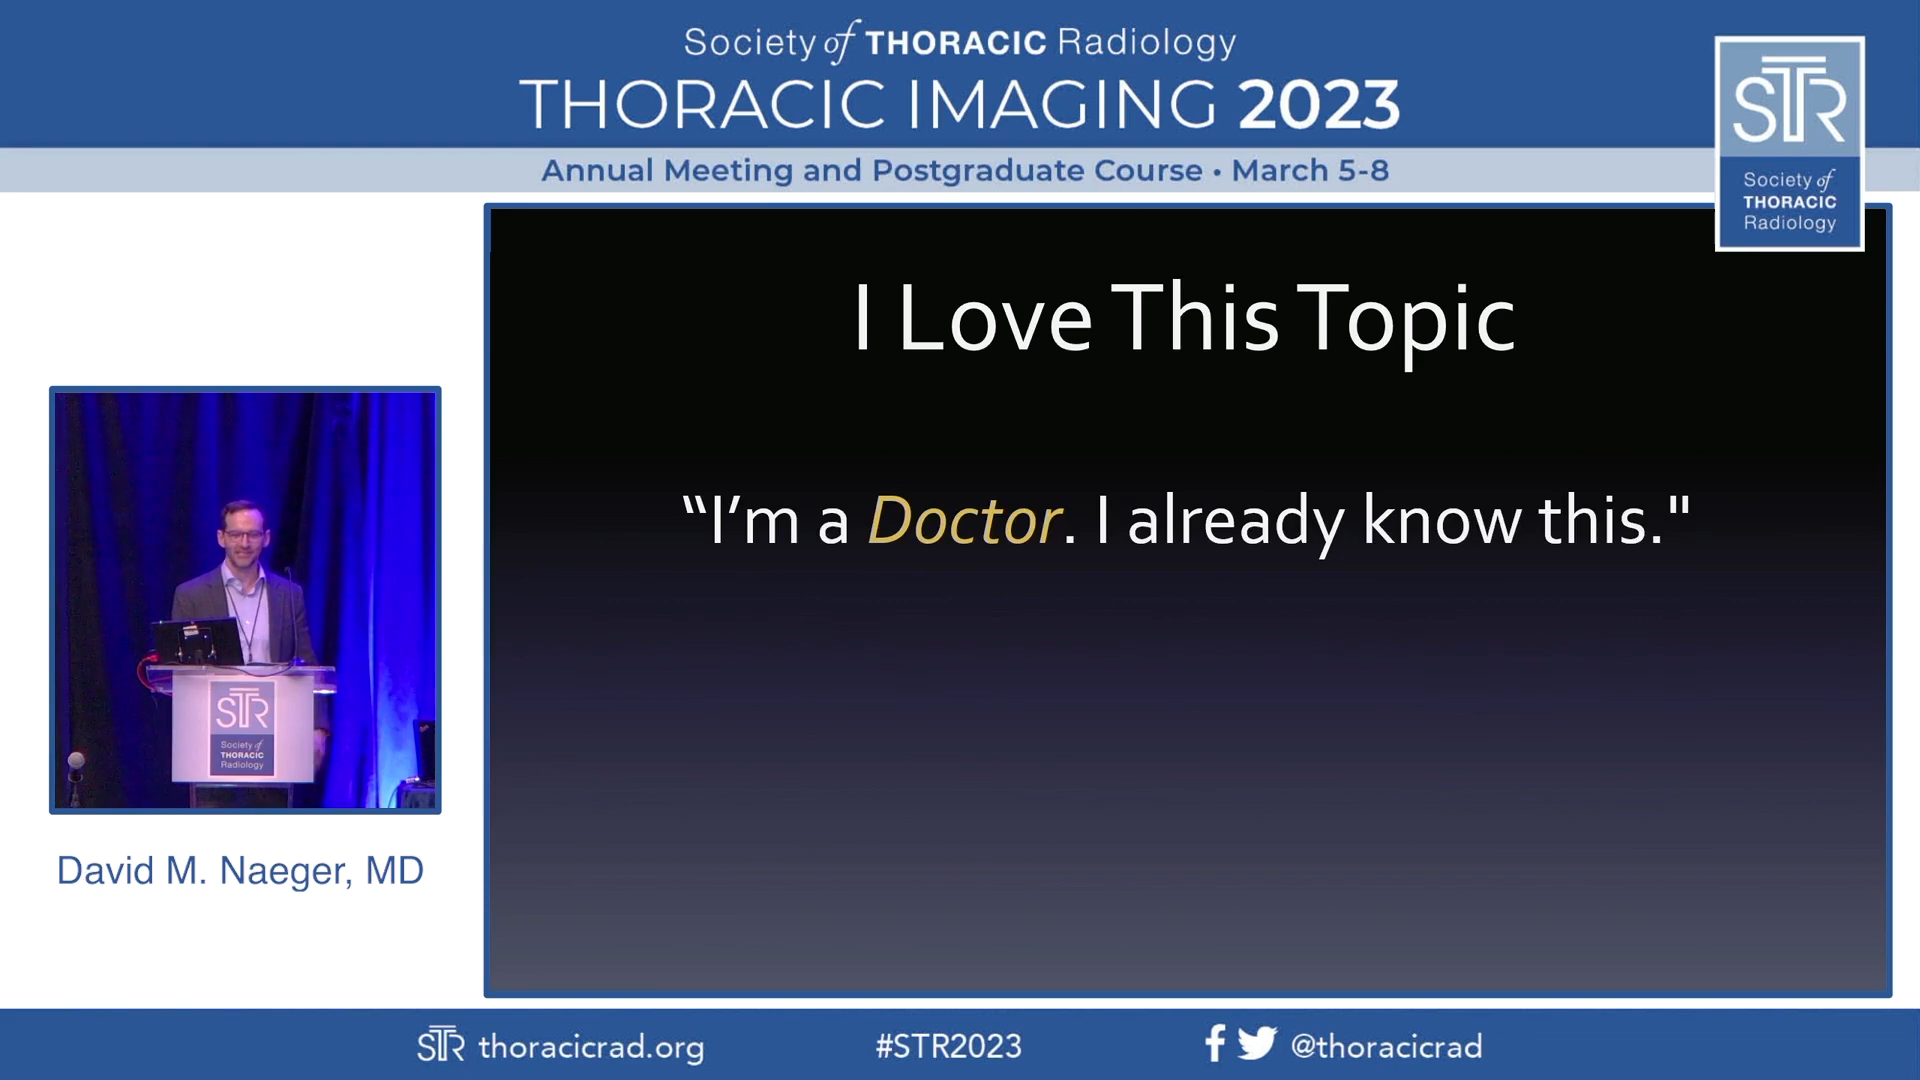 Society of THORACIC Radiology
THORACIC IMAGING 2023
Annual Meeting and Postgraduate Course • March 5-8
STR
Society of
THORACIC
Radiology
I Love This Topic
“I’m a Doctor. I already know this."
STR
Society of
THORACIC
Radiology
David M. Naeger, MD
STR thoracicrad.org
#STR2023
@thoracicrad